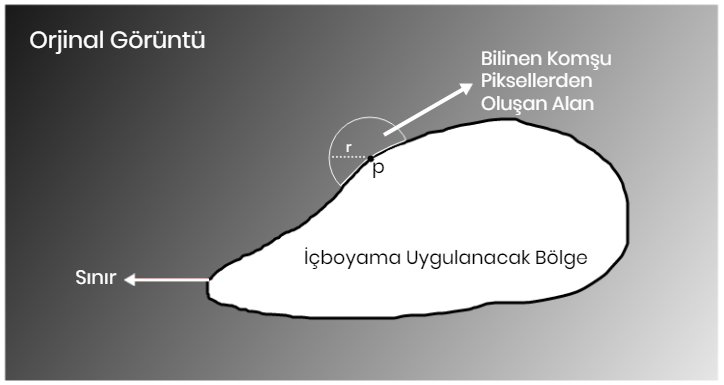 Orjinal Görüntü
Bilinen Komşu
Piksellerden
Oluşan Alan
r
p
İçboyama Uygulanacak Bölge
Sınır